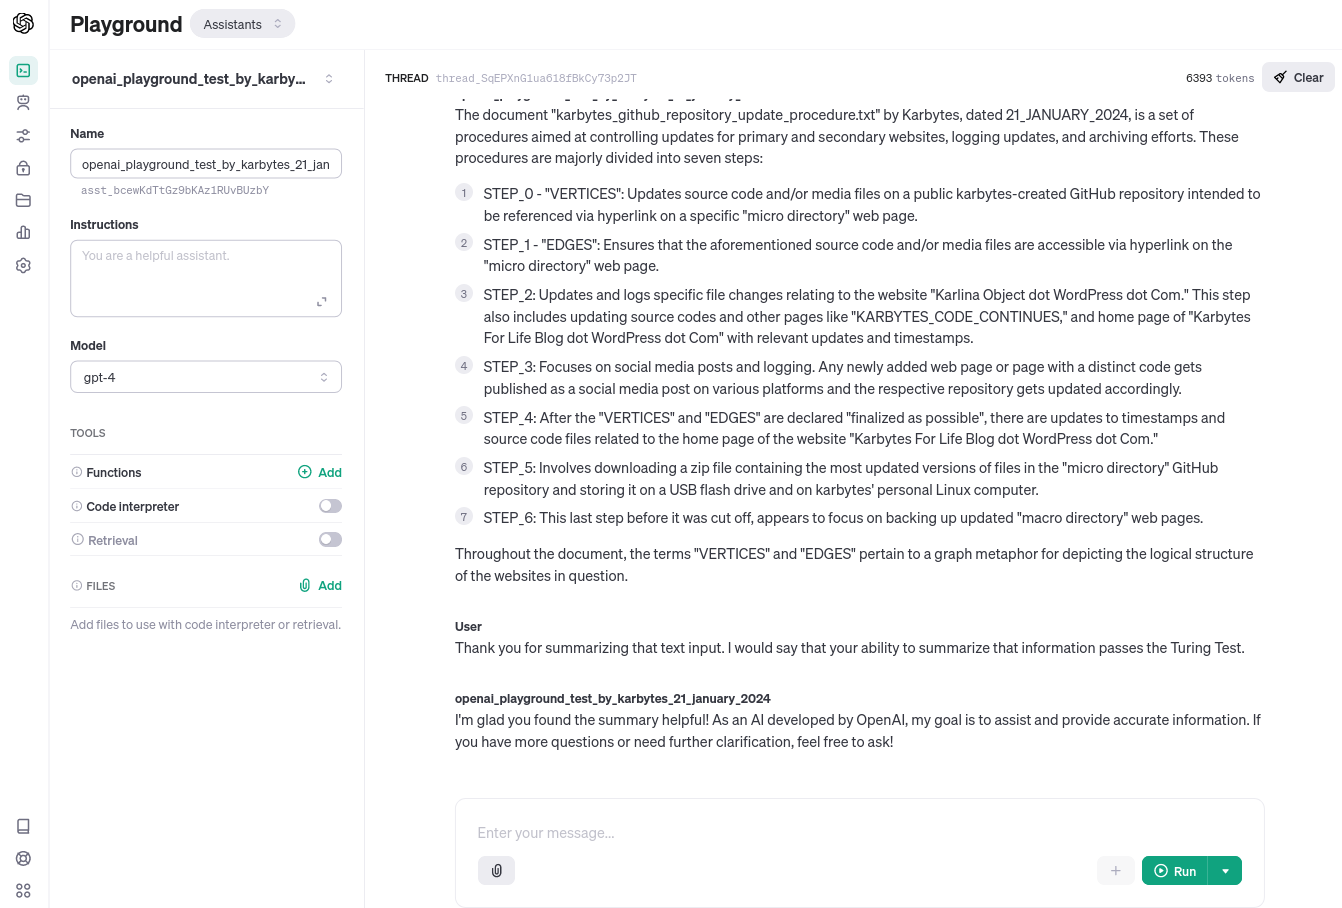 Playground
Assistants
openai_playground_test_by_karby...
THREAD thread_SqEPXnG1ua618fBkCy73p2JT
6393 tokens
Clear
Name
openai_playground_test_by_karbytes_21_jan
asst_bcewKdTtGz9bKAz1RUvBUzbY
Instructions
You are a helpful assistant.
Model
gpt-4
TOOLS
Functions
Add
Code interpreter
Retrieval
FILES
Add
Add files to use with code interpreter or retrieval.
The document "karbytes_github_repository_update_procedure.txt" by Karbytes, dated 21_JANUARY_2024, is a set of
procedures aimed at controlling updates for primary and secondary websites, logging updates, and archiving efforts. These
procedures are majorly divided into seven steps:
1 STEP_0 - "VERTICES": Updates source code and/or media files on a public karbytes-created GitHub repository intended to
be referenced via hyperlink on a specific "micro directory" web page.
2 STEP_1 - "EDGES": Ensures that the aforementioned source code and/or media files are accessible via hyperlink on the
"micro directory" web page.
3 STEP_2: Updates and logs specific file changes relating to the website "Karlina Object dot WordPress dot Com." This step
also includes updating source codes and other pages like "KARBYTES_CODE_CONTINUES," and home page of "Karbytes
For Life Blog dot WordPress dot Com" with relevant updates and timestamps.
4 STEP_3: Focuses on social media posts and logging. Any newly added web page or page with a distinct code gets
published as a social media post on various platforms and the respective repository gets updated accordingly.
5 STEP_4: After the "VERTICES" and "EDGES" are declared "finalized as possible", there are updates to timestamps and
source code files related to the home page of the website "Karbytes For Life Blog dot WordPress dot Com."
6 STEP_5: Involves downloading a zip file containing the most updated versions of files in the "micro directory" GitHub
repository and storing it on a USB flash drive and on karbytes' personal Linux computer.
7 STEP_6: This last step before it was cut off, appears to focus on backing up updated "macro directory" web pages.
Throughout the document, the terms "VERTICES" and "EDGES" pertain to a graph metaphor for depicting the logical structure
of the websites in question.
User
Thank you for summarizing that text input. I would say that your ability to summarize that information passes the Turing Test.
openai_playground_test_by_karbytes_21_january_2024
I'm glad you found the summary helpful! As an AI developed by OpenAI, my goal is to assist and provide accurate information. If
you have more questions or need further clarification, feel free to ask!
Enter your message...
Run